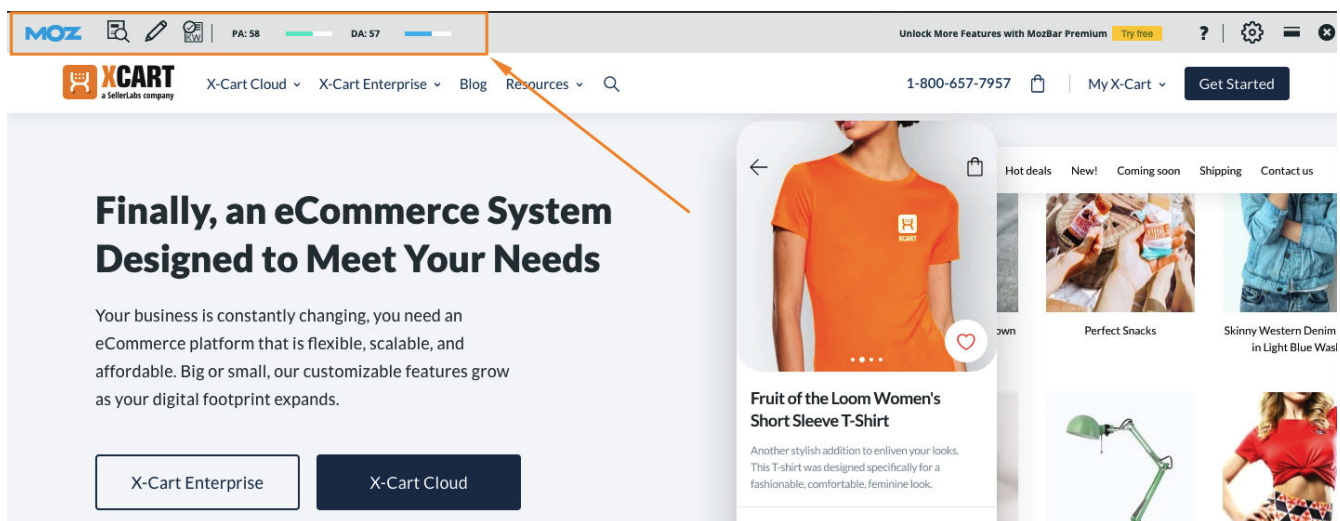 MOZ
KW
PA: 58
DA: 57
Unlock More Features with MozBar Premium
Try free
?
XCART
a SellerLabs company
X-Cart Cloud
X-Cart Enterprise
Blog
Resources
1-800-657-7957
My X-Cart
Get Started
Hot deals
New!
Coming soon
Shipping
Contact us
Finally, an eCommerce System
Designed to Meet Your Needs
Your business is constantly changing, you need an
eCommerce platform that is flexible, scalable, and
affordable. Big or small, our customizable features grow
as your digital footprint expands.
X-Cart Enterprise
X-Cart Cloud
XCART
Fruit of the Loom Women's
Short Sleeve T-Shirt
Another stylish addition to enliven your looks.
This T-shirt was designed specifically for a
fashionable, comfortable, feminine look.
Perfect Snacks
Skinny Western Denim
in Light Blue